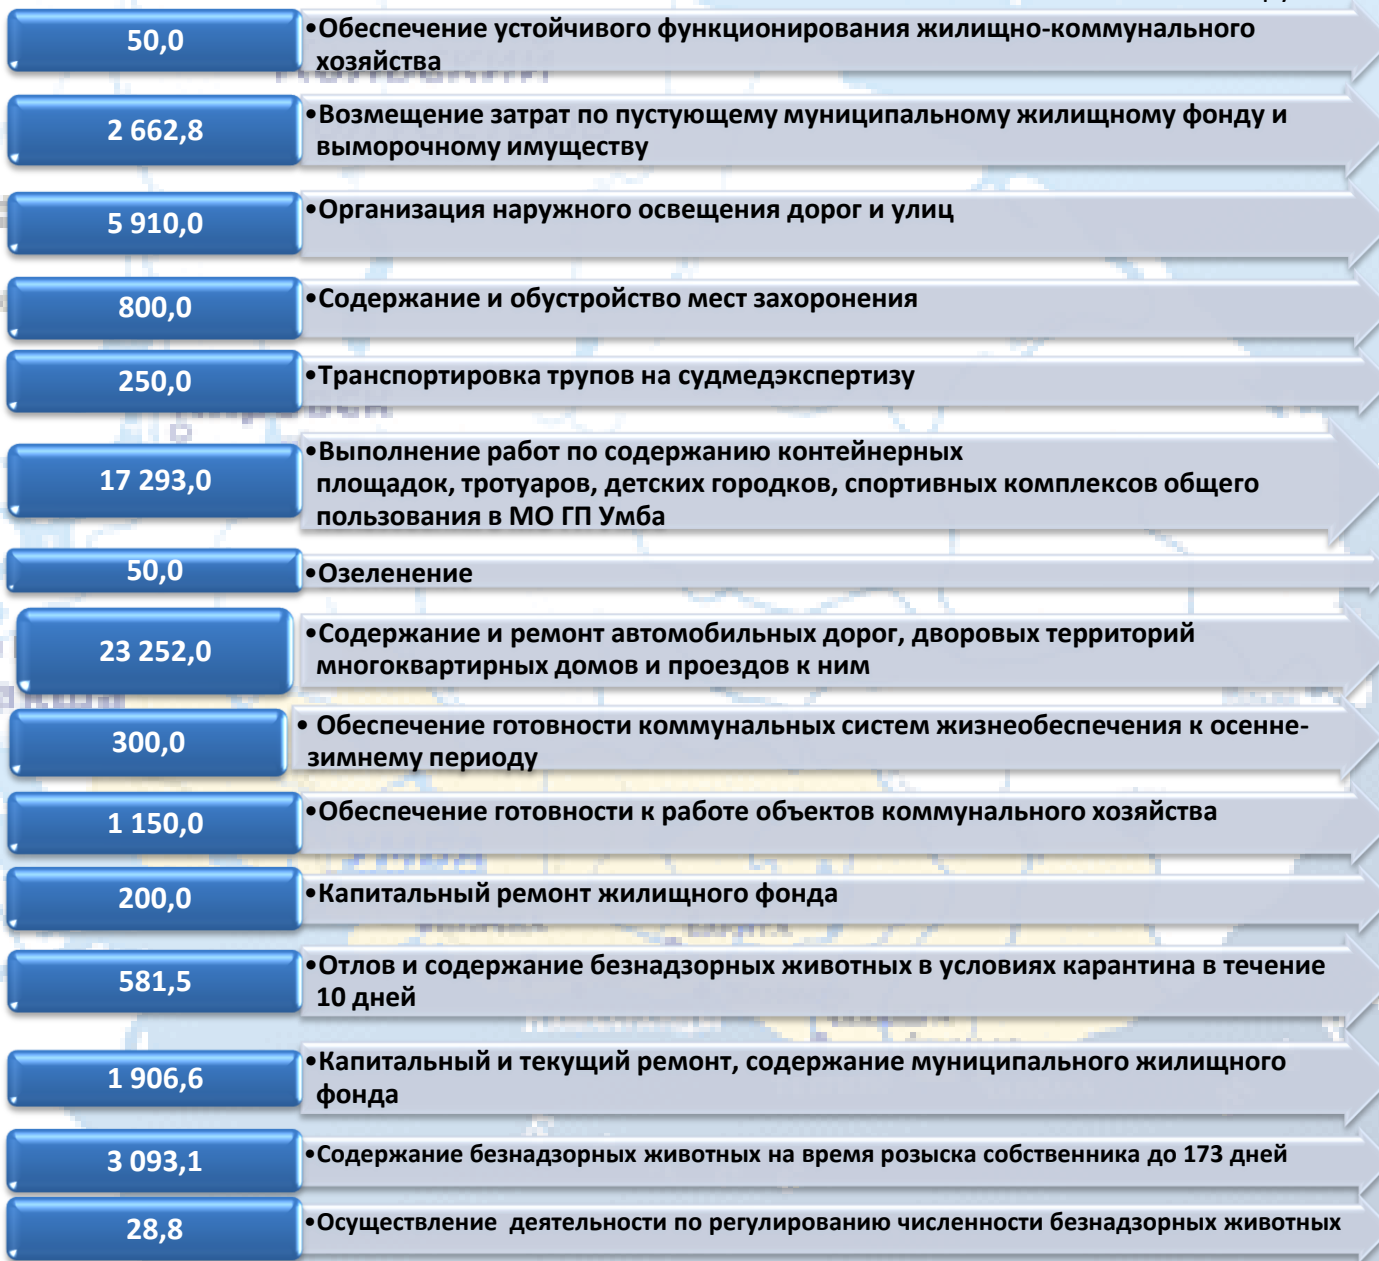 50,0
•Обеспечение устойчивого функционирования жилищно-коммунального
хозяйства
2 662,8
•Возмещение затрат по пустующему муниципальному жилищному фонду и
выморочному имуществу
5 910,0
•Организация наружного освещения дорог и улиц
800,0
•Содержание и обустройство мест захоронения
250,0
•Транспортировка трупов на судмедэкспертизу
17 293,0
•Выполнение работ по содержанию контейнерных
площадок, тротуаров, детских городков, спортивных комплексов общего
пользования в МО ГП Умба
50,0
•Озеленение
23 252,0
•Содержание и ремонт автомобильных дорог, дворовых территорий
многоквартирных домов и проездов к ним
300,0
• Обеспечение готовности коммунальных систем жизнеобеспечения к осенне-
зимнему периоду
1 150,0
•Обеспечение готовности к работе объектов коммунального хозяйства
200,0
•Капитальный ремонт жилищного фонда
581,5
•Отлов и содержание безнадзорных животных в условиях карантина в течение
10 дней
1 906,6
•Капитальный и текущий ремонт, содержание муниципального жилищного
фонда
3 093,1
•Содержание безнадзорных животных на время розыска собственника до 173 дней
28,8
•Осуществление деятельности по регулированию численности безнадзорных животных